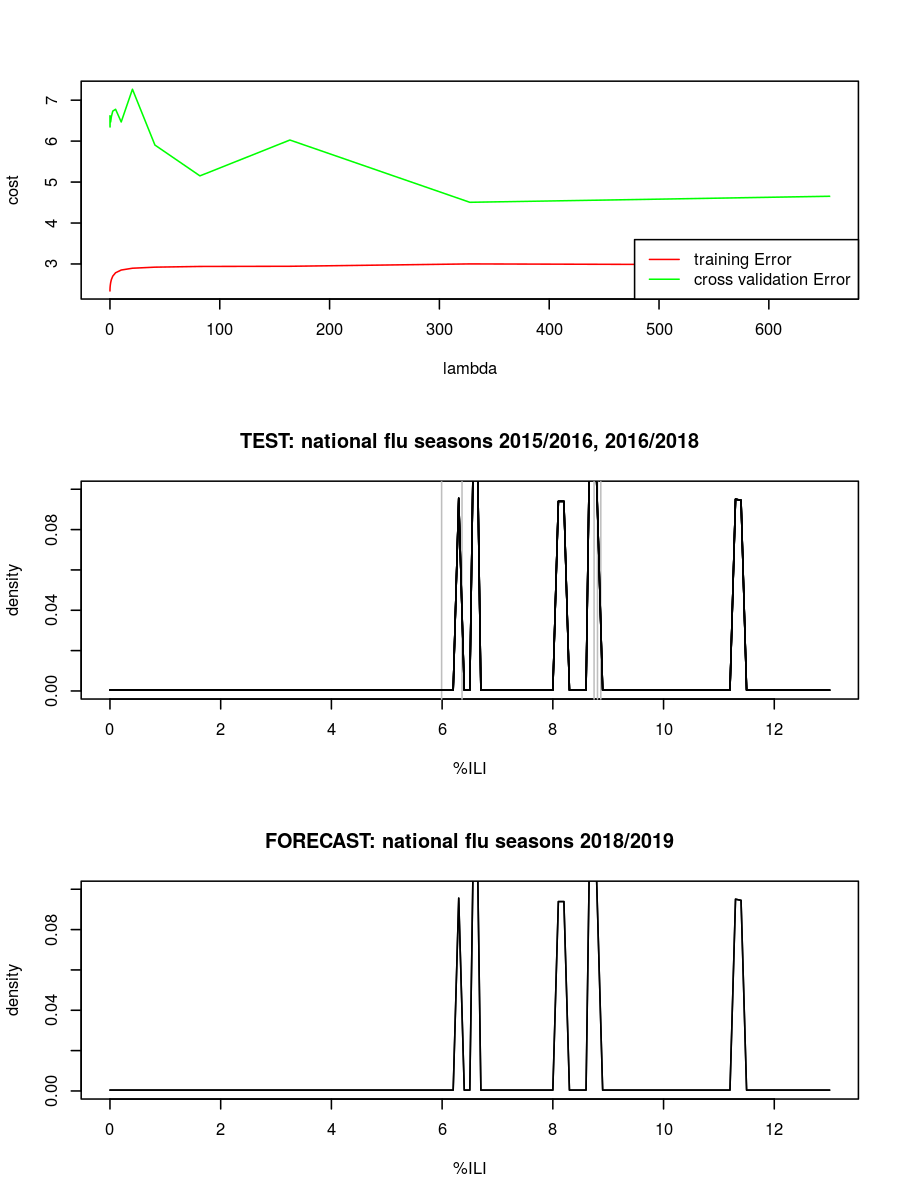 7
6
5
4
3
cost
training Error
cross validation Error
0 100 200 300 400 500 600
lambda
TEST: national flu seasons 2015/2016, 2016/2018
0.08
0.04
0.00
density
0 2 4 6 8 10 12
%ILI
FORECAST: national flu seasons 2018/2019
0.08
0.04
0.00
density
0 2 4 6 8 10 12
%ILI